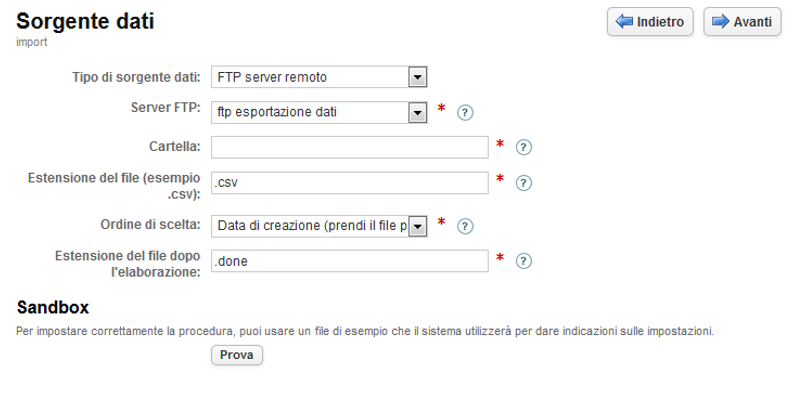 Sorgente dati
import
Indietro
Avanti
Tipo di sorgente dati: FTP server remoto
Server FTP: ftp esportazione dati * ?
Cartella: * ?
Estensione del file (esempio
.csv): .csv * ?
Ordine di scelta: Data di creazione (prendi il file p * ?
Estensione del file dopo
l'elaborazione: .done * ?
Sandbox
Per impostare correttamente la procedura, puoi usare un file di esempio che il sistema utilizzerà per dare indicazioni sulle impostazioni.
Prova